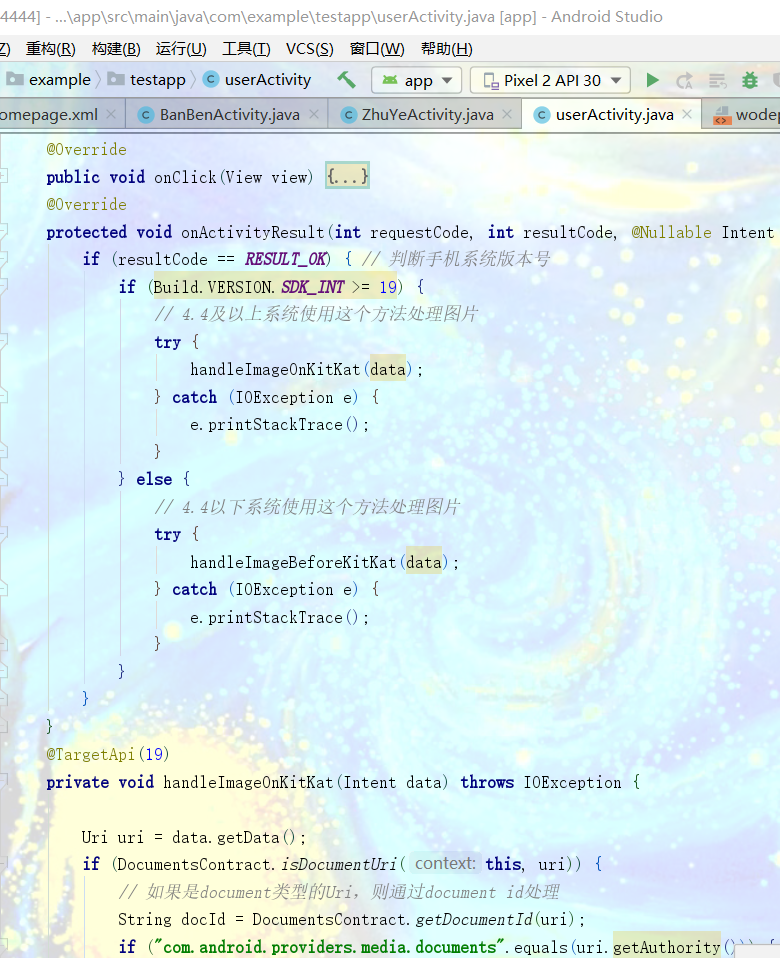 4444] - ...\app\src\main\java\com\example\testapp\userActivity.java [app] - Android Studio
Z) 重构(R) 构建(B) 运行(U) 工具(T) VCS(S) 窗口(W) 帮助(H)
example testapp userActivity app Pixel 2 API 30
omepage.xml BanBenActivity.java ZhuYeActivity.java userActivity.java wodep
@Override
public void onClick(View view) {...}
@Override
protected void onActivityResult(int requestCode, int resultCode, @Nullable Intent
if (resultCode == RESULT_OK) { // 判断手机系统版本号
if (Build.VERSION.SDK_INT >= 19) {
// 4.4及以上系统使用这个方法处理图片
try {
handleImageOnKitKat(data);
} catch (IOException e) {
e.printStackTrace();
}
} else {
// 4.4以下系统使用这个方法处理图片
try {
handleImageBeforeKitKat(data);
} catch (IOException e) {
e.printStackTrace();
}
}
}
}
@TargetApi(19)
private void handleImageOnKitKat(Intent data) throws IOException {
Uri uri = data.getData();
if (DocumentsContract.isDocumentUri( context: this, uri)) {
// 如果是document类型的Uri，则通过document id处理
String docId = DocumentsContract.getDocumentId(uri);
if ("com.android.providers.media.documents".equals(uri.getAuthority())) {